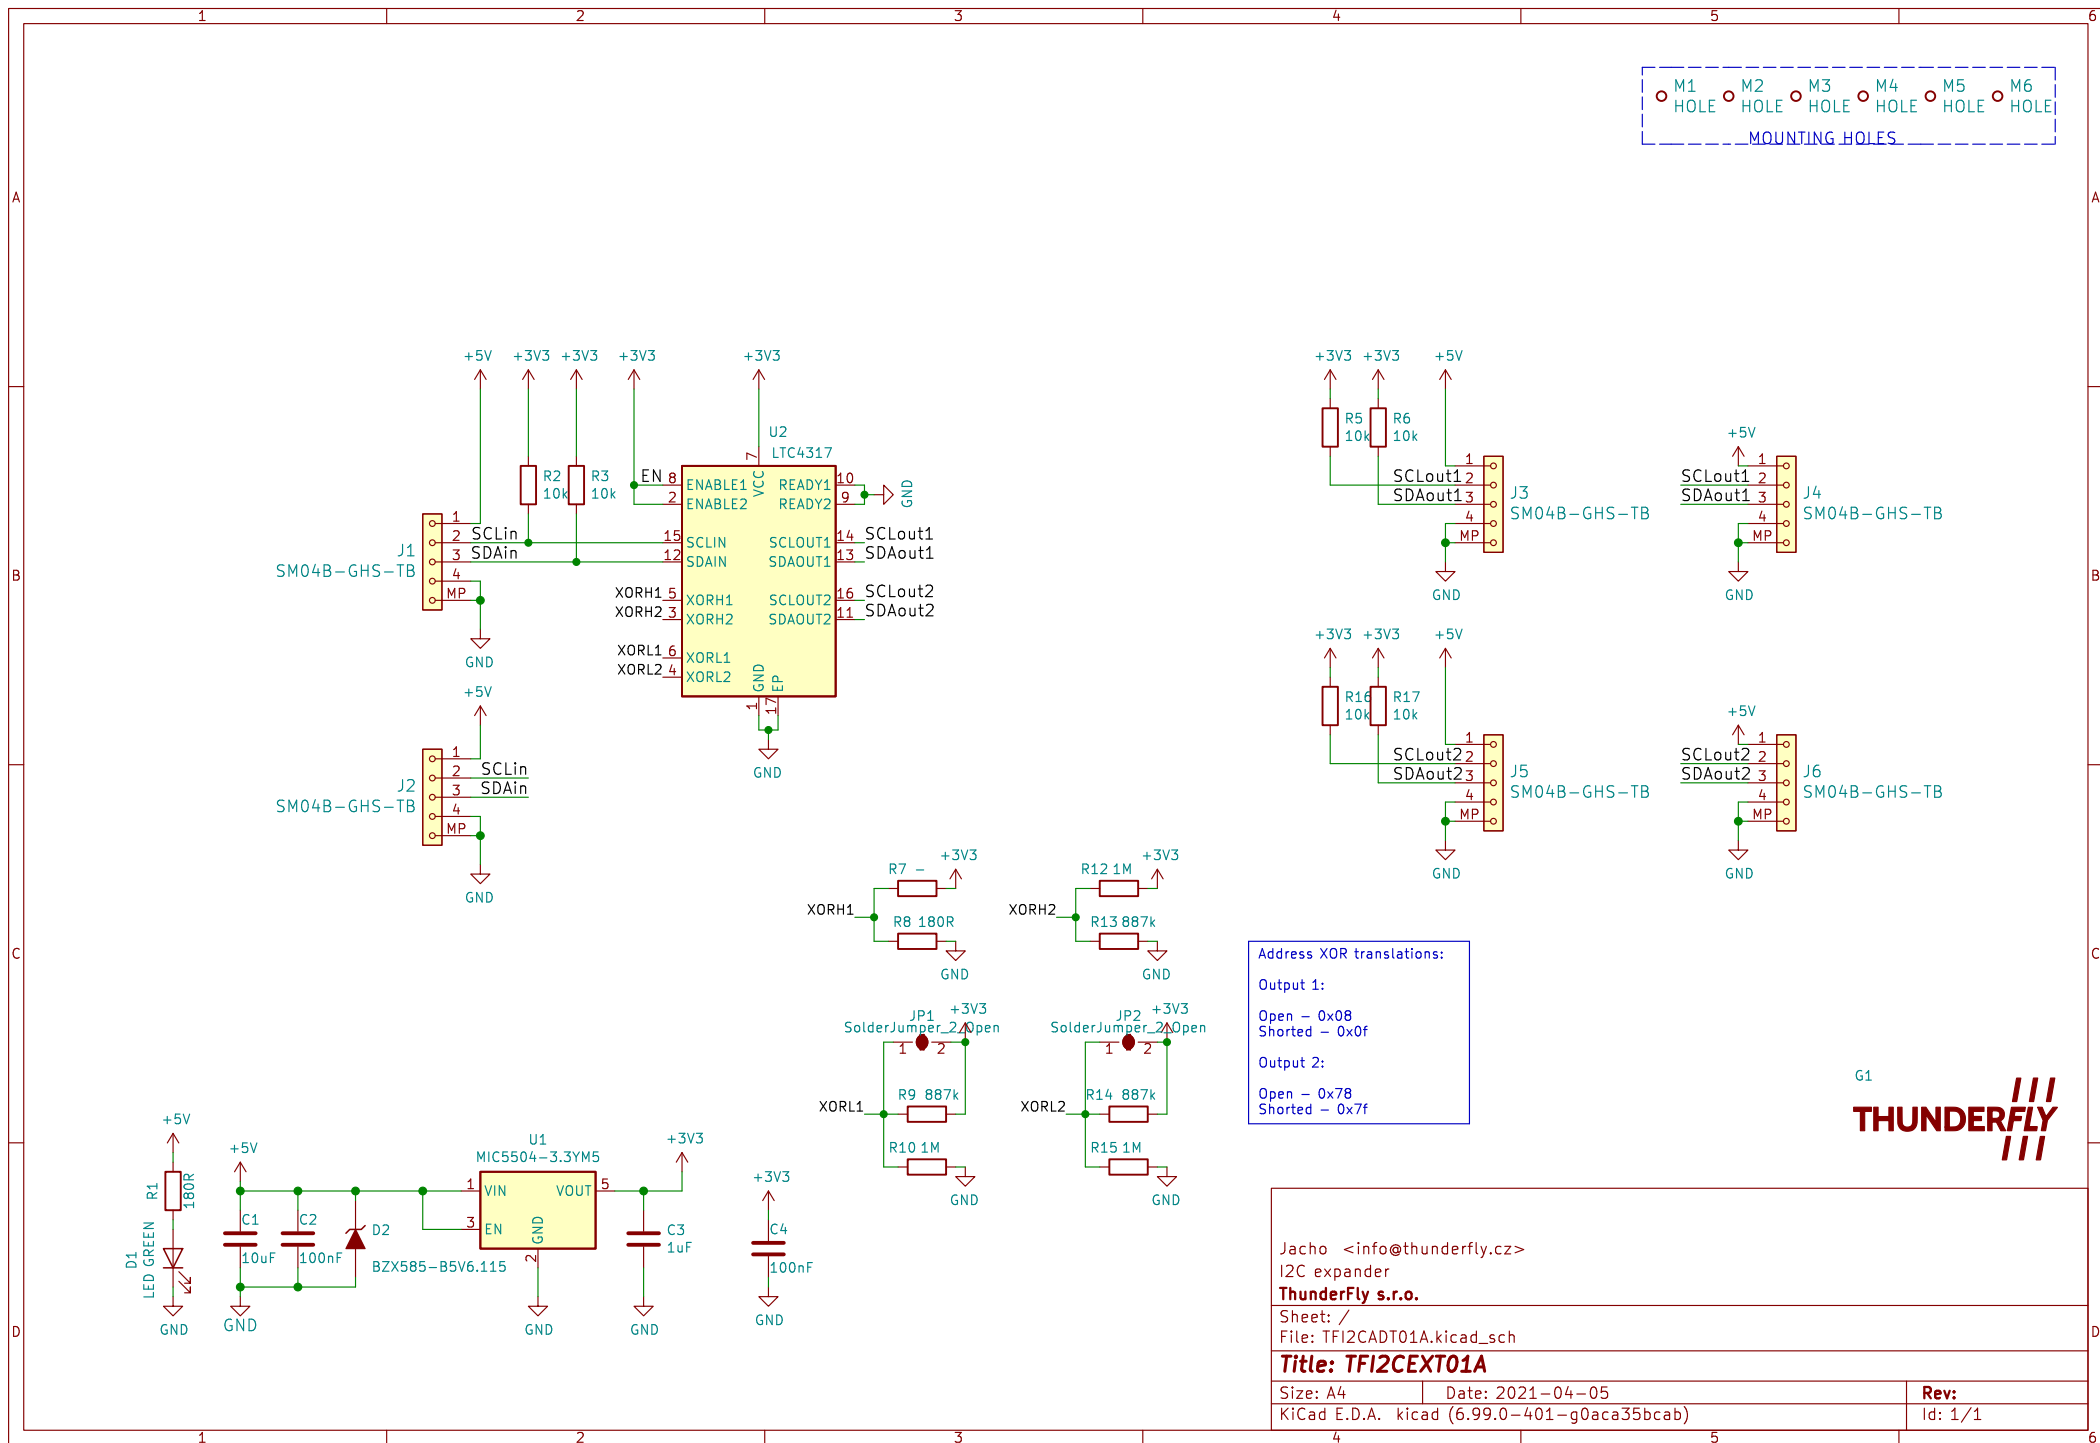 1 2 3 4 5 6
M1 M2 M3 M4 M5 M6
HOLE HOLE HOLE HOLE HOLE HOLE
MOUNTING HOLES
A A
+5V +3V3 +3V3 +3V3 +3V3
U2
LTC4317
R2
10k
R3
10k
EN
8 ENABLE1
2 ENABLE2
7
VCC
READY1 10
READY2 9
GND
15 SCLIN
12 SDAIN
SCLOUT1 14 SCLout1
SDAOUT1 13 SDAout1
XORH1 5 XORH1
XORH2 3 XORH2
SCLOUT2 16 SCLout2
SDAOUT2 11 SDAout2
XORL1 6 XORL1
XORL2 4 XORL2
GND
EP
1
17
GND
J1
SM04B-GHS-TB
1
2 SCLin
3 SDAin
4
MP
GND
+5V
J2
SM04B-GHS-TB
1
2 SCLin
3 SDAin
4
MP
GND
+3V3 +3V3 +5V
R5
10k
R6
10k
1
SCLout1 2
SDAout1 3
4
MP
J3
SM04B-GHS-TB
GND
+5V
1
SCLout1 2
SDAout1 3
4
MP
J4
SM04B-GHS-TB
GND
B B
+3V3 +3V3 +5V
R16
10k
R17
10k
1
SCLout2 2
SDAout2 3
4
MP
J5
SM04B-GHS-TB
GND
+5V
1
SCLout2 2
SDAout2 3
4
MP
J6
SM04B-GHS-TB
GND
+3V3
R7 -
XORH1
R8 180R
GND
+3V3
R12 1M
XORH2
R13 887k
GND
C C
+3V3
JP1
SolderJumper_2_Open
1 2
R9 887k
XORL1
R10 1M
GND
+3V3
JP2
SolderJumper_2_Open
1 2
R14 887k
XORL2
R15 1M
GND
Address XOR translations:
Output 1:
Open - 0x08
Shorted - 0x0f
Output 2:
Open - 0x78
Shorted - 0x7f
G1
THUNDERFLY
+5V
R1
180R
D1
LED GREEN
GND
+5V
C1
10uF
C2
100nF
D2
BZX585-B5V6.115
GND
U1
MIC5504-3.3YM5
1 VIN
3 EN
VOUT 5
GND
2
GND
+3V3
C3
1uF
GND
+3V3
C4
100nF
GND
D D
Jacho <info@thunderfly.cz>
I2C expander
ThunderFly s.r.o.
Sheet: /
File: TFI2CADT01A.kicad_sch
Title: TFI2CEXT01A
Size: A4 Date: 2021-04-05 Rev:
KiCad E.D.A. kicad (6.99.0-401-g0aca35bcab) Id: 1/1
1 2 3 4 5 6